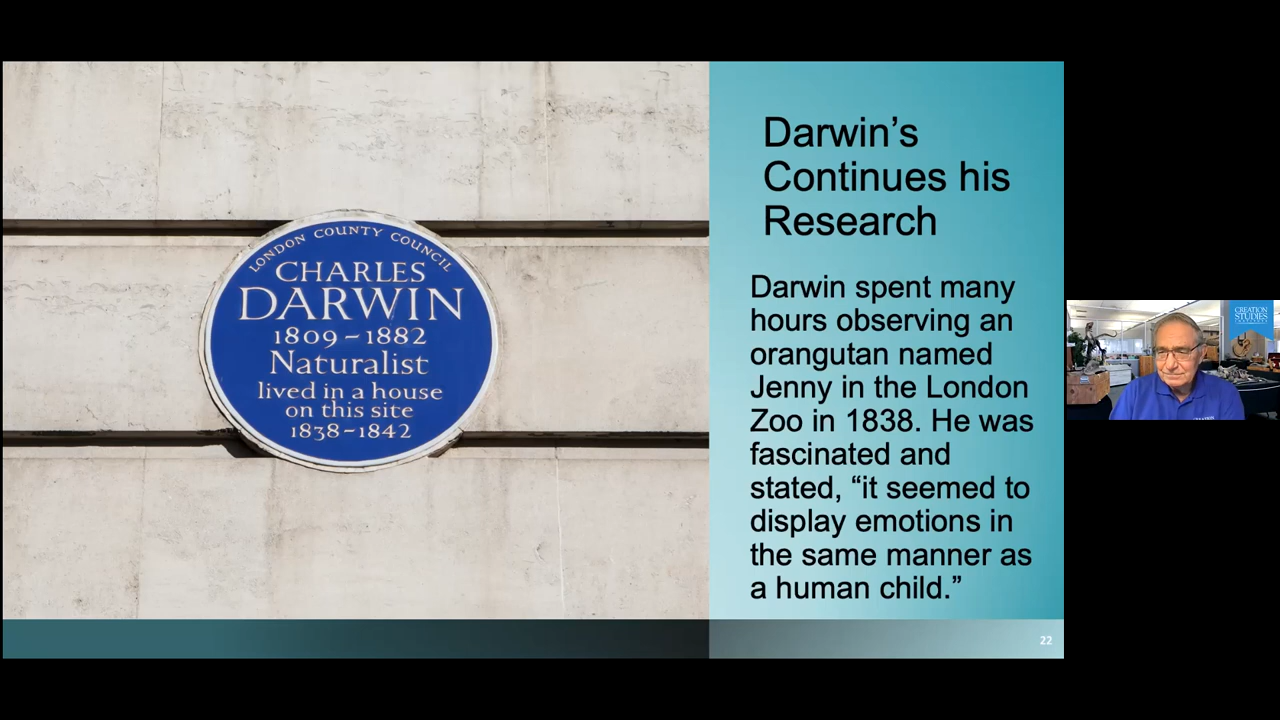 LONDON COUNTY COUNCIL
CHARLES
DARWIN
1809-1882
Naturalist
lived in a house
on this site
1838-1842
Darwin's
Continues his
Research
Darwin spent many
hours observing an
orangutan named
Jenny in the London
Zoo in 1838. He was
fascinated and
stated, “it seemed to
display emotions in
the same manner as
a human child.”
22
CREATION
STUDIES